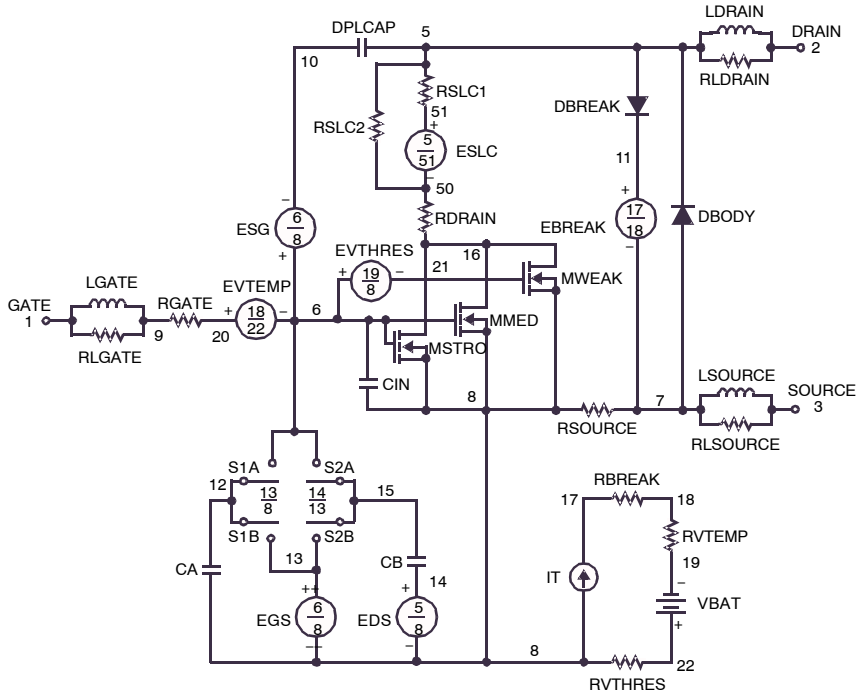 LDRAIN
DPLCAP
5
DRAIN
2
10
RLDRAIN
RSLC1
DBREAK
51
+
RSLC2
5
51
ESLC
11
−
50
−
RDRAIN
+
17
18
EBREAK
DBODY
6
8
ESG
EVTHRES
16
−
+
21
+
19
8
−
MWEAK
LGATE
EVTEMP
GATE
1
RGATE
+
18
22
−
6
MMED
9
20
MSTRO
RLGATE
LSOURCE
CIN
8
7
SOURCE
3
RSOURCE
RLSOURCE
S1A
S2A
12
13
8
14
13
15
RBREAK
17
18
S1B
S2B
RVTEMP
13
CB
19
CA
IT
−
14
++
+
VBAT
EGS
6
8
EDS
5
8
+
−−
−
8
22
RVTHRES